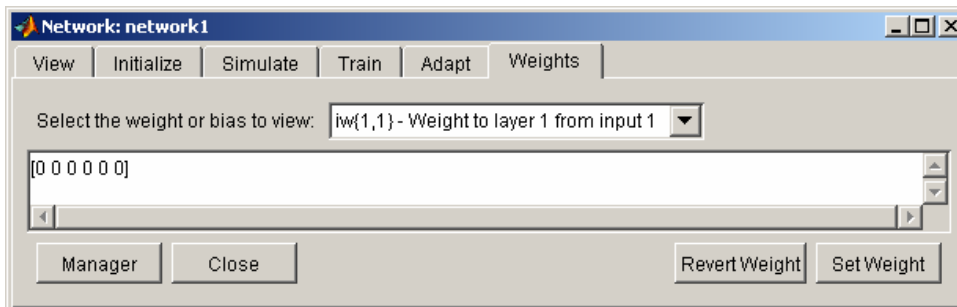 Network: network1
View Initialize Simulate Train Adapt Weights
Select the weight or bias to view: iw{1,1} - Weight to layer 1 from input 1
[0 0 0 0 0 0]
Manager Close Revert Weight Set Weight